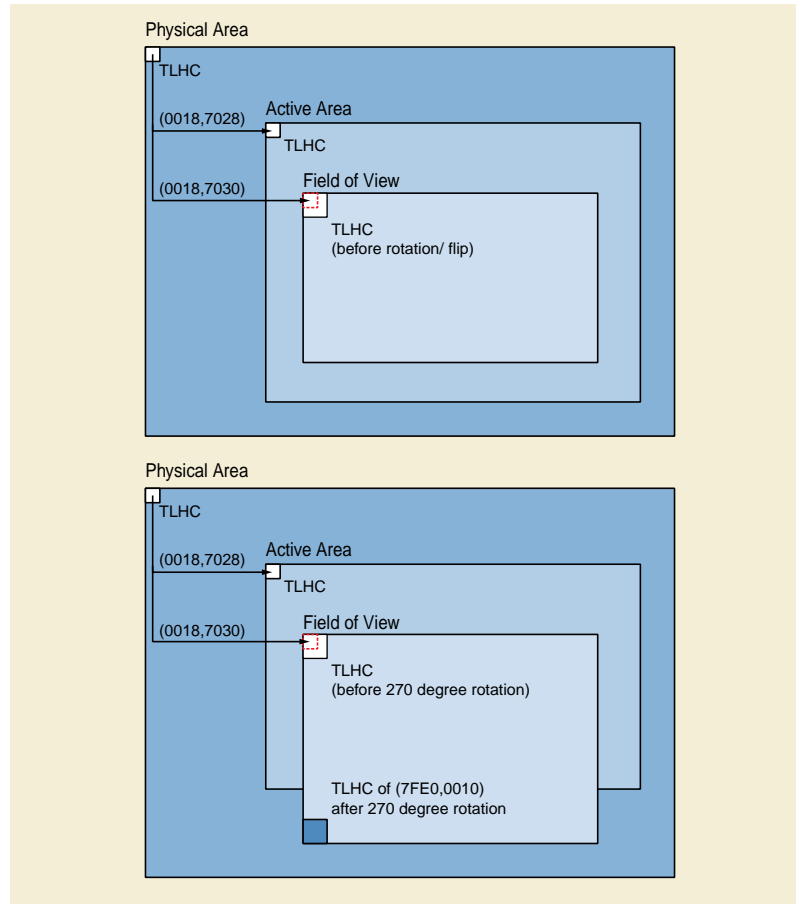 Physical Area
TLHC
(0018,7028)
Active Area
TLHC
(0018,7030)
Field of View
TLHC
(before rotation/ flip)
Physical Area
TLHC
(0018,7028)
Active Area
TLHC
(0018,7030)
Field of View
TLHC
(before 270 degree rotation)
TLHC of (7FE0,0010)
after 270 degree rotation